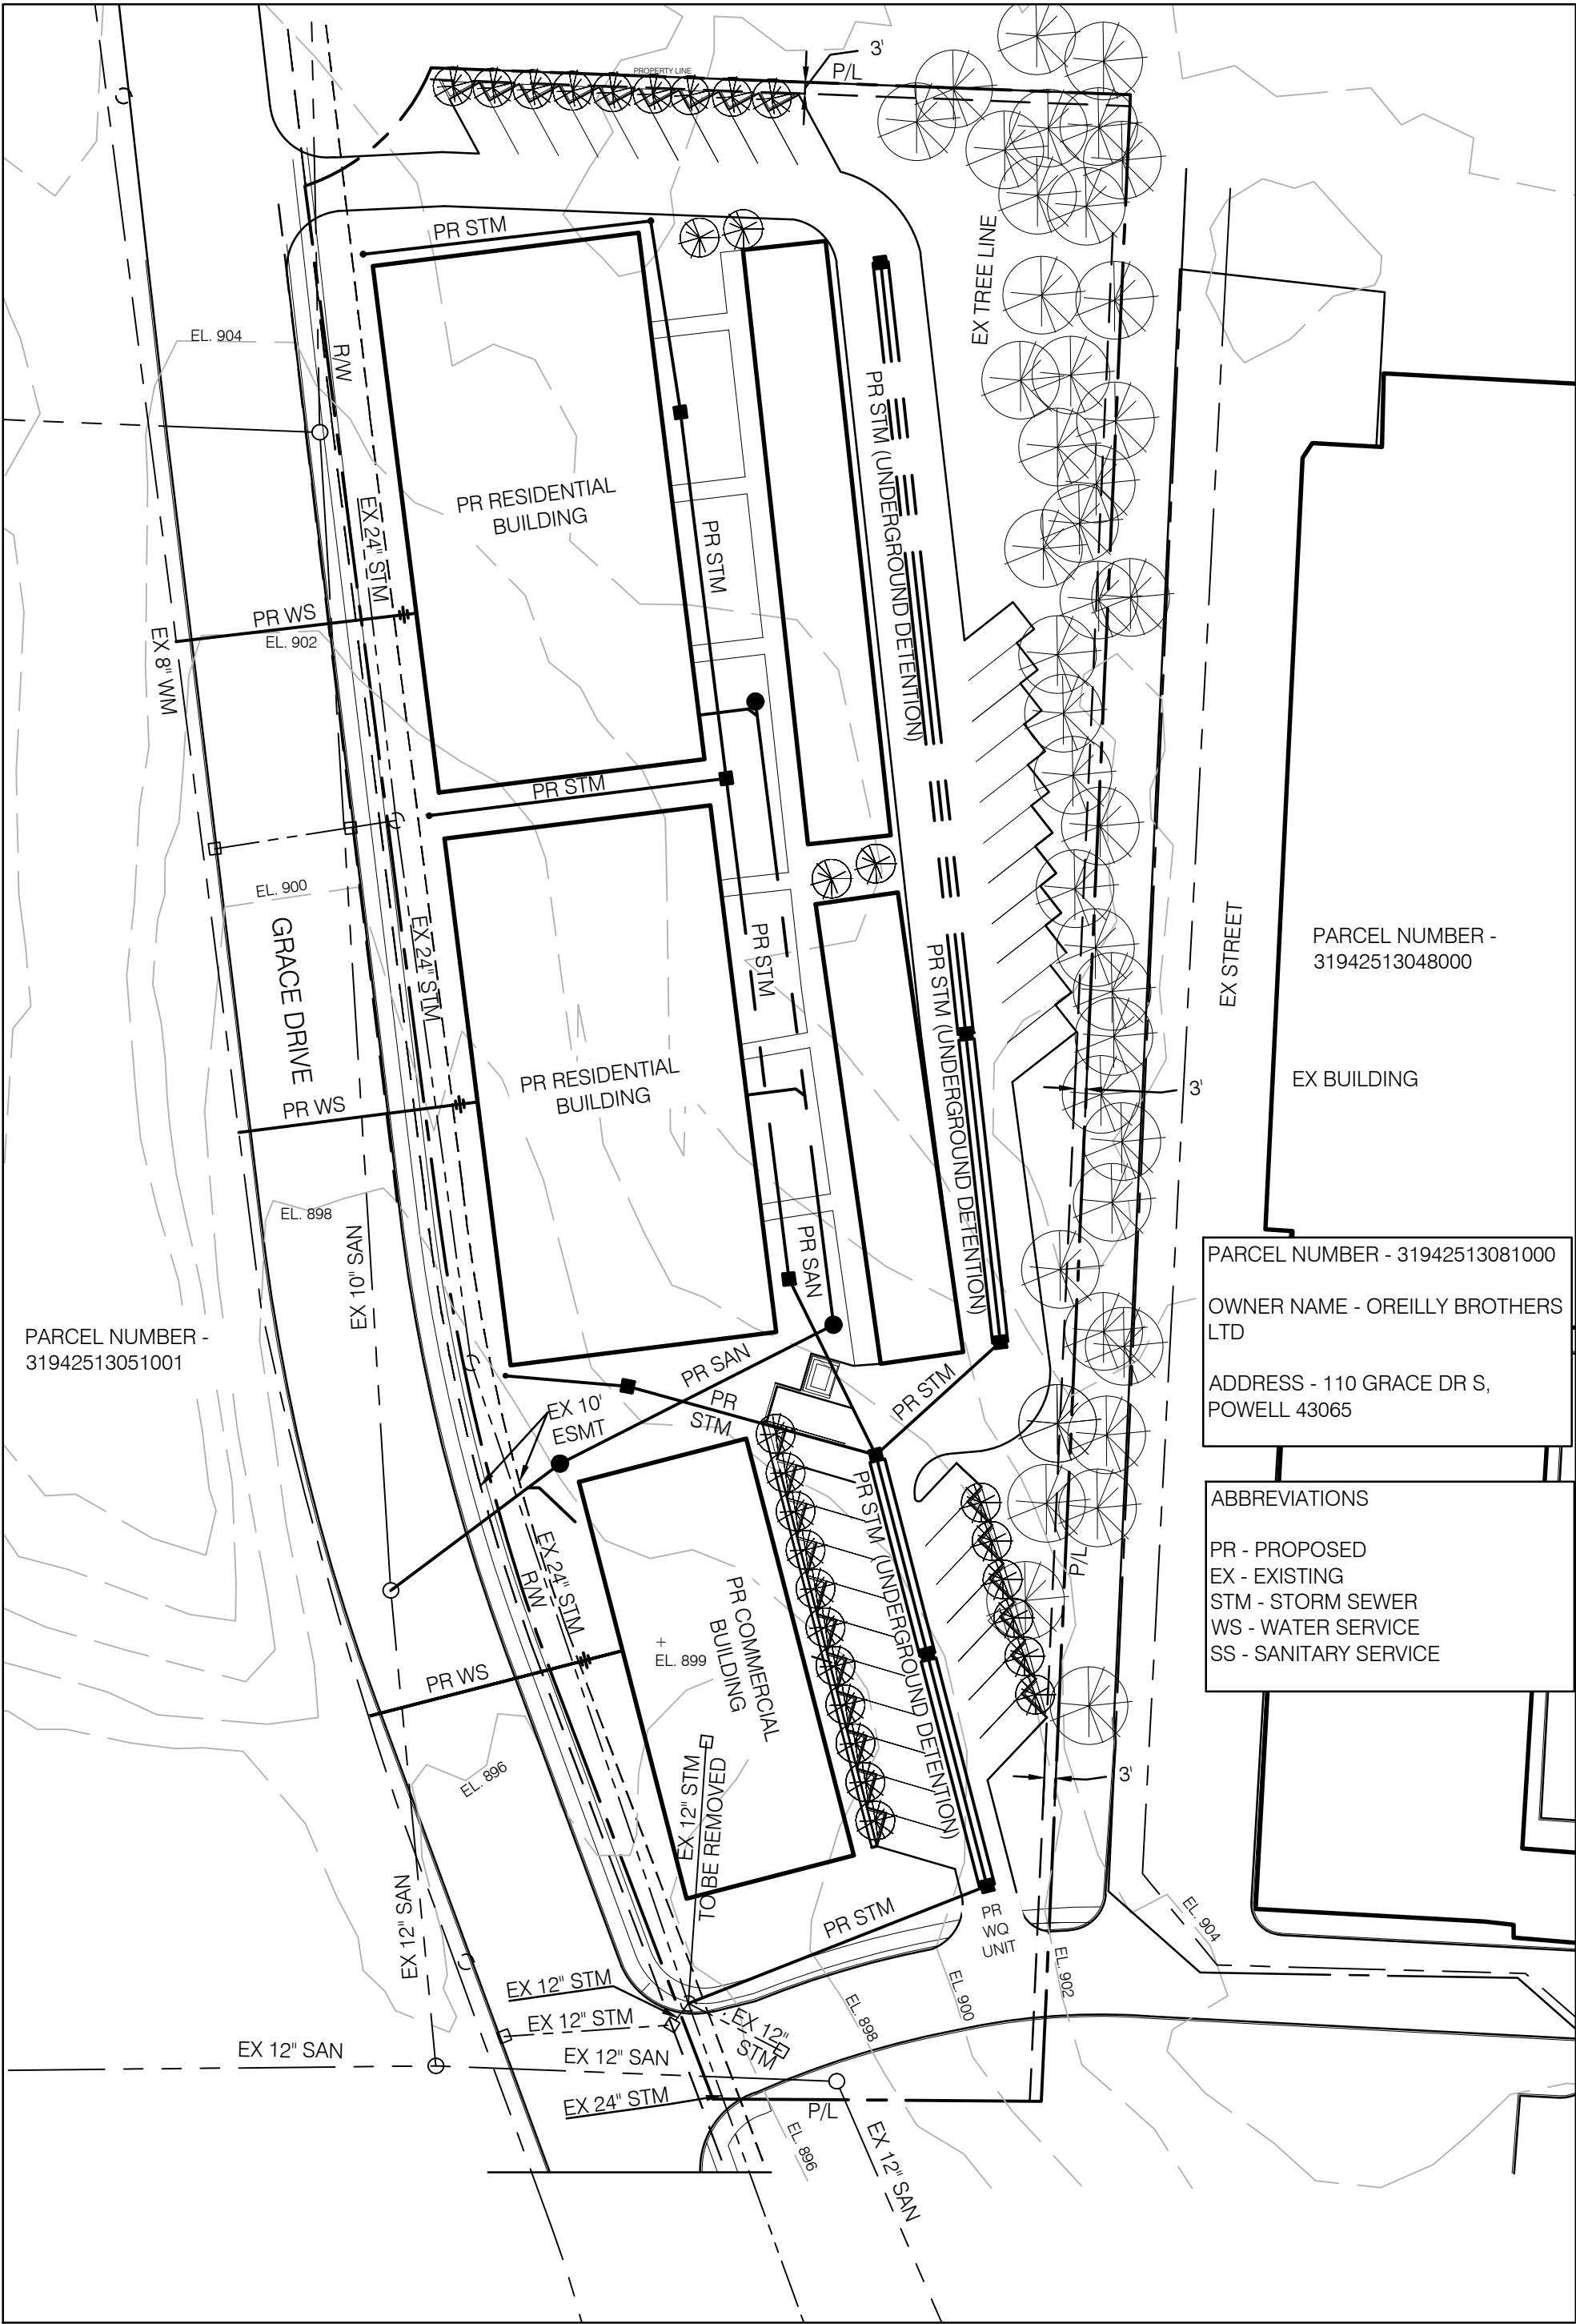 3'
P/L
PROPERTY LINE
PR STM
EX TREE LINE
EL. 904
R/W
PR STM (UNDERGROUND DETENTION)
PR RESIDENTIAL
BUILDING
EX 24" STM
PR STM
PR WS
EL. 902
EX 8" WM
PR STM
EL. 900
GRACE DRIVE
EX 24" STM
PR STM
PR STM (UNDERGROUND DETENTION)
EX STREET
PARCEL NUMBER -
31942513048000
PR RESIDENTIAL
BUILDING
PR WS
3'
EX BUILDING
EL. 898
EX 10" SAN
PR SAN
PARCEL NUMBER -
31942513051001
PARCEL NUMBER - 31942513081000
OWNER NAME - OREILLY BROTHERS
LTD
ADDRESS - 110 GRACE DR S,
POWELL 43065
PR SAN
PR STM
PR
STM
EX 10'
ESMT
PR STM (UNDERGROUND DETENTION)
P/L
ABBREVIATIONS
PR - PROPOSED
EX - EXISTING
STM - STORM SEWER
WS - WATER SERVICE
SS - SANITARY SERVICE
EX 24" STM
R/W
PR COMMERCIAL
BUILDING
EL. 899
PR WS
EX 12" STM
TO BE REMOVED
3'
EL. 896
EX 12" SAN
PR STM
PR
WQ
UNIT
EL. 904
EL. 902
EL. 900
EL. 898
EX 12" STM
EX 12" STM
EX 12"
STM
EX 12" SAN
EX 12" SAN
EX 24" STM
P/L
EL. 896
EX 12" SAN